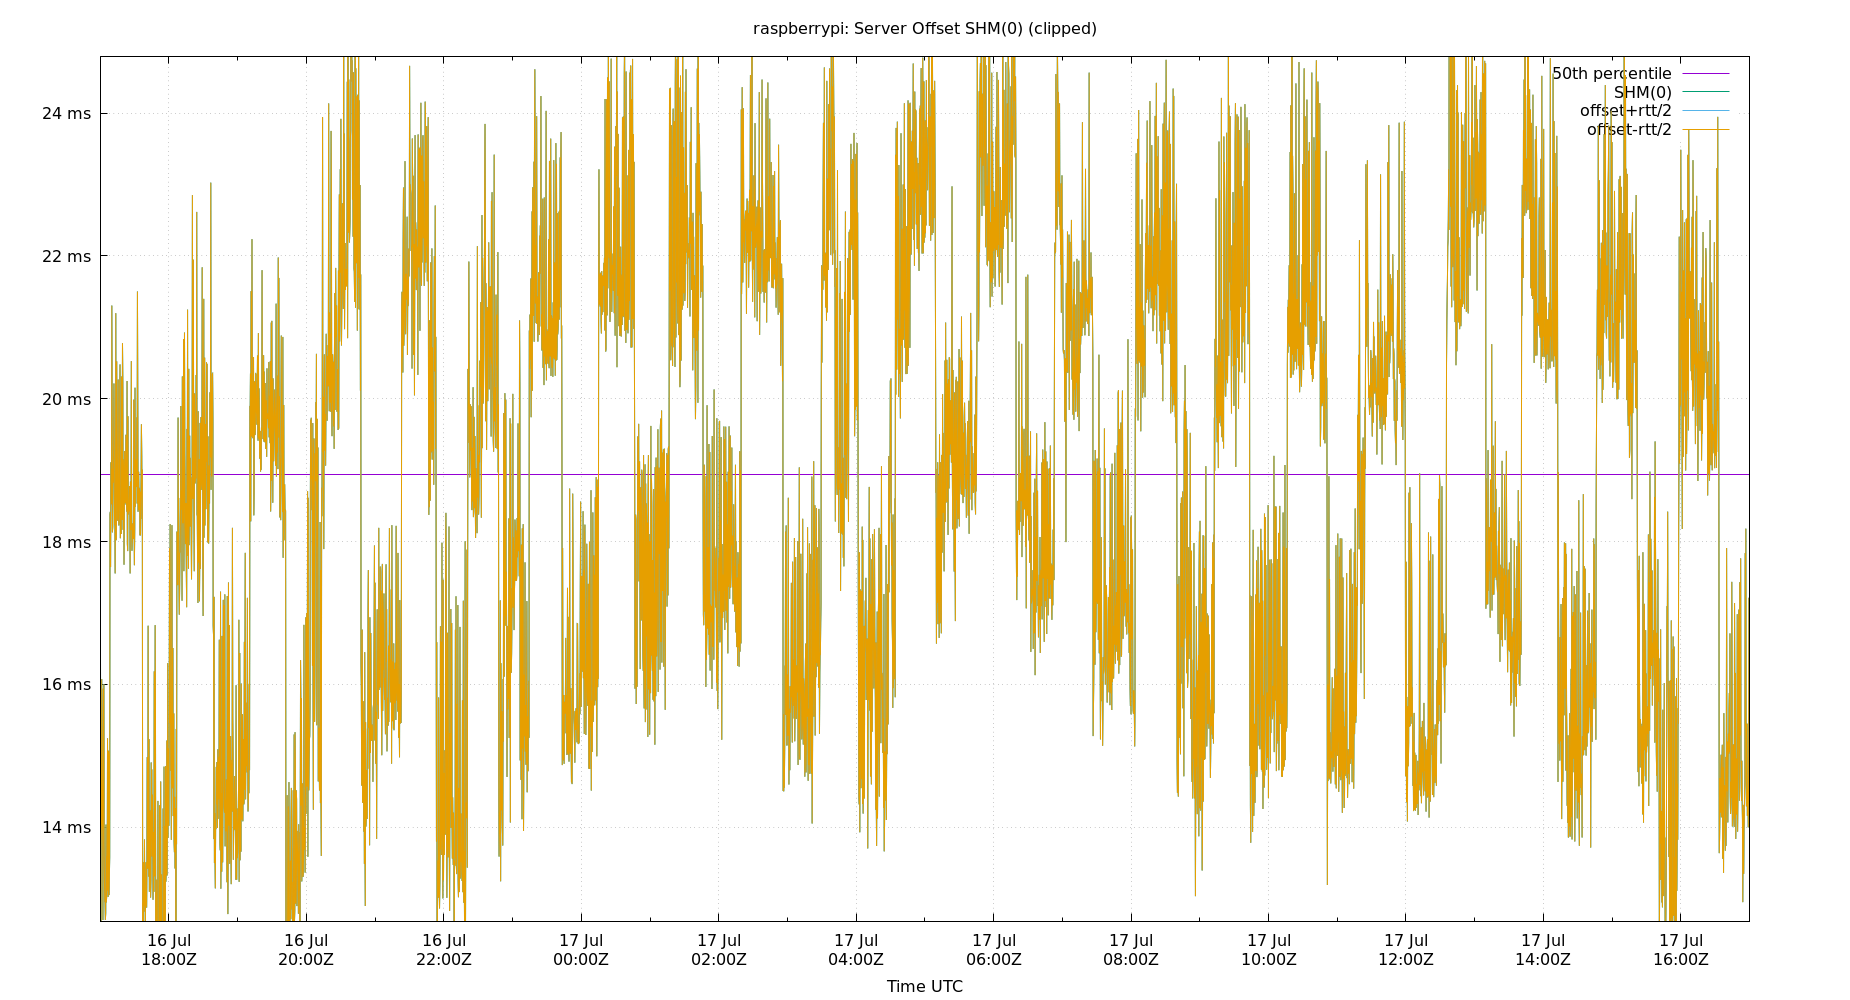 raspberrypi: Server Offset SHM(0) (clipped)
50th percentile
SHM(0)
offset+rtt/2
offset-rtt/2
24 ms
22 ms
20 ms
18 ms
16 ms
14 ms
16 Jul 16 Jul 16 Jul 17 Jul 17 Jul 17 Jul 17 Jul 17 Jul 17 Jul 17 Jul 17 Jul 17 Jul
18:00Z 20:00Z 22:00Z 00:00Z 02:00Z 04:00Z 06:00Z 08:00Z 10:00Z 12:00Z 14:00Z 16:00Z
Time UTC